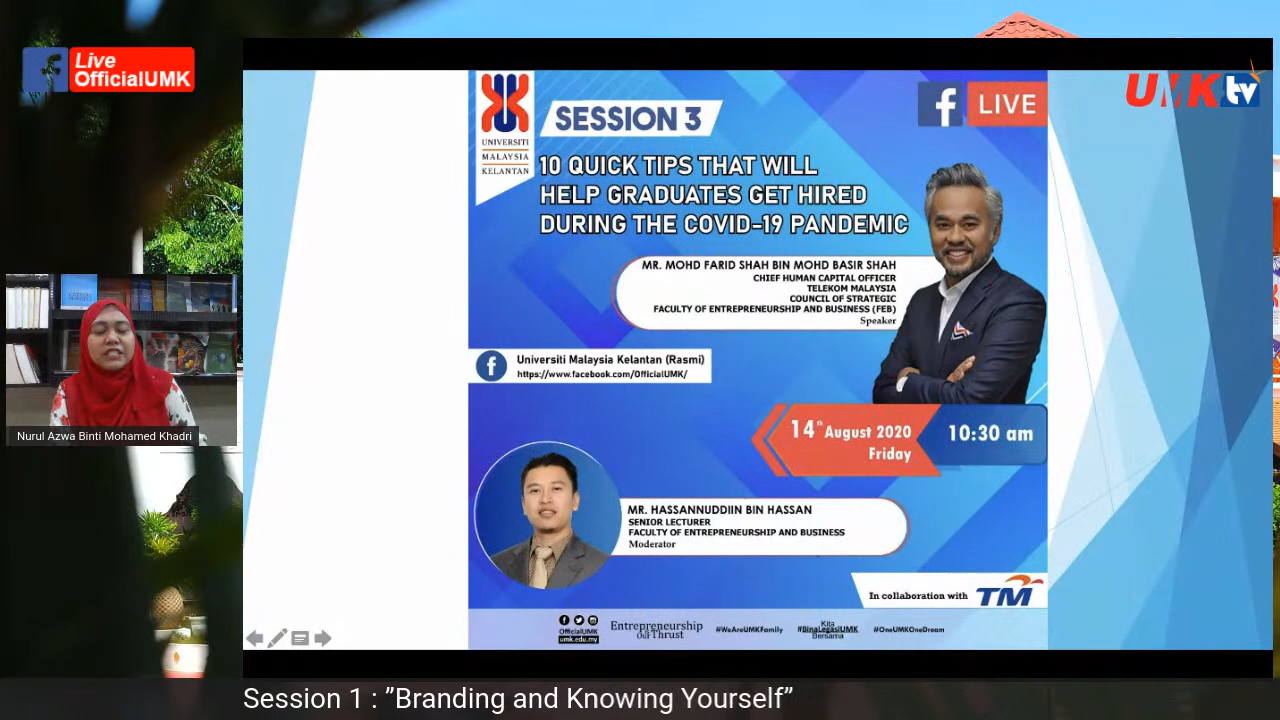 Live
OfficialUMK
UMK tv
UNIVERSITI
MALAYSIA
KELANTAN
SESSION 3
f LIVE
10 QUICK TIPS THAT WILL
HELP GRADUATES GET HIRED
DURING THE COVID-19 PANDEMIC
MR. MOHD FARID SHAH BIN MOHD BASIR SHAH
CHIEF HUMAN CAPITAL OFFICER
TELEKOM MALAYSIA
COUNCIL OF STRATEGIC
FACULTY OF ENTREPRENEURSHIP AND BUSINESS (FEB)
Speaker
Universiti Malaysia Kelantan (Rasmi)
https://www.facebook.com/OfficialUMK/
14th August 2020
Friday
10:30 am
Nurul Azwa Binti Mohamed Khadri
MR. HASSANNUDDIIN BIN HASSAN
SENIOR LECTURER
FACULTY OF ENTREPRENEURSHIP AND BUSINESS
Moderator
In collaboration with TM
OfficialUMK
umk.edu.my
Entrepreneurship
Our Thrust
#WeAreUMKFamily
Kita
#BinaLegasiUMK
Bersama
#OneUMKOneDream
Session 1 : ”Branding and Knowing Yourself”